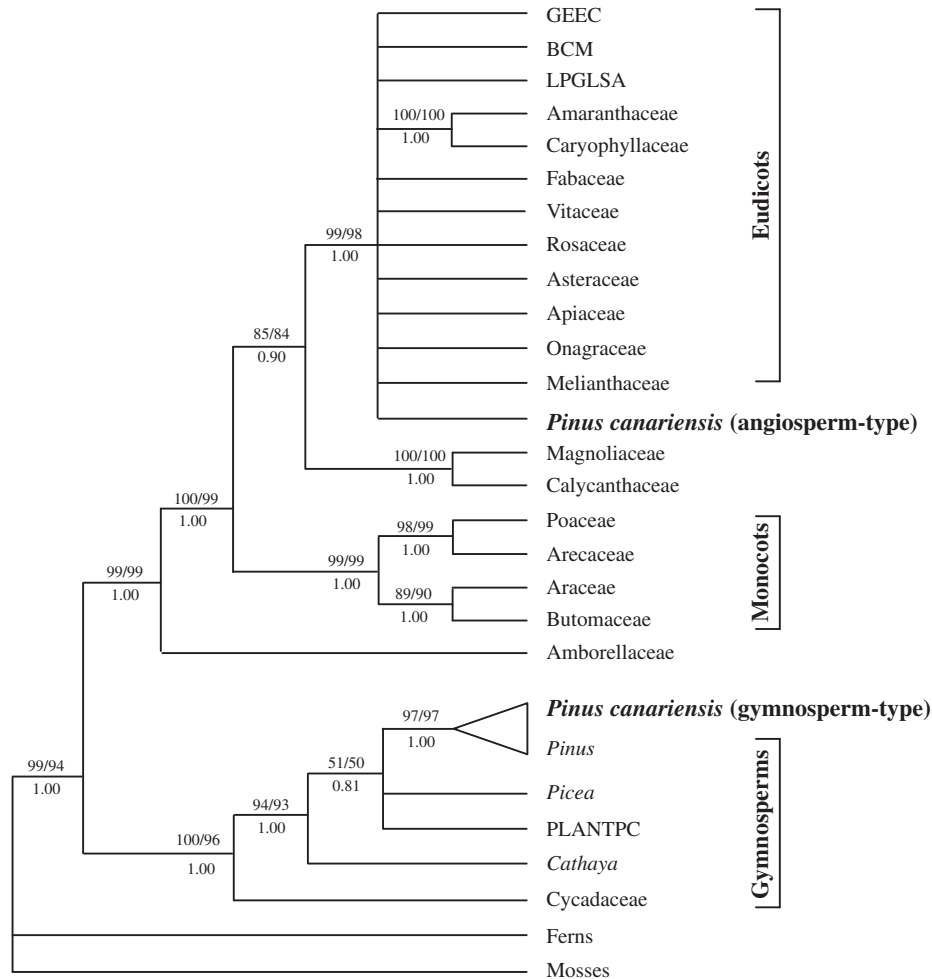 GEEC
BCM
LPGLSA
100/100
1.00
Amaranthaceae
Caryophyllaceae
Fabaceae
Vitaceae
99/98
1.00
Rosaceae
Asteraceae
Apiaceae
85/84
0.90
Onagraceae
Melianthaceae
Eudicots
Pinus canariensis (angiosperm-type)
100/100
1.00
Magnoliaceae
Calycanthaceae
100/99
1.00
98/99
1.00
Poaceae
Arecaceae
99/99
1.00
99/99
1.00
89/90
1.00
Araceae
Butomaceae
Monocots
Amborellaceae
97/97
1.00
Pinus canariensis (gymnosperm-type)
Pinus
99/94
1.00
51/50
0.81
Picea
94/93
1.00
PLANTPC
100/96
1.00
Cathaya
Cycadaceae
Gymnosperms
Ferns
Mosses